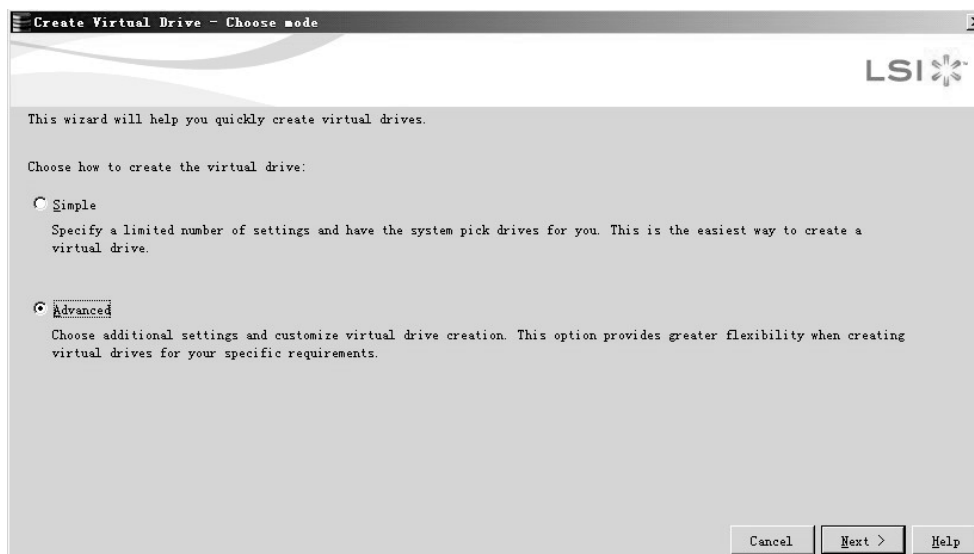 Create Virtual Drive - Choose mode
LSI
This wizard will help you quickly create virtual drives.
Choose how to create the virtual drive:
Simple
Specify a limited number of settings and have the system pick drives for you. This is the easiest way to create a
virtual drive.
Advanced
Choose additional settings and customize virtual drive creation. This option provides greater flexibility when creating
virtual drives for your specific requirements.
Cancel
Next >
Help